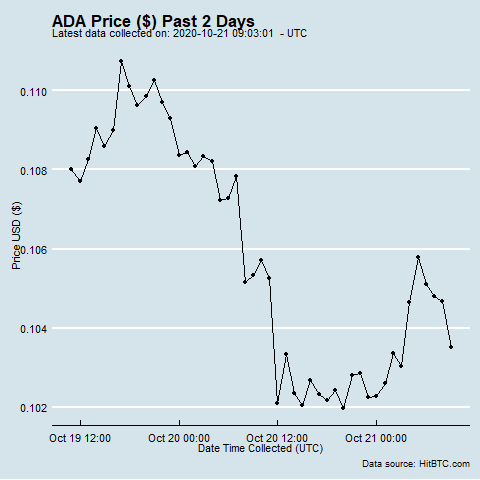 ADA Price ($) Past 2 Days
Latest data collected on: 2020-10-21 09:03:01  - UTC
Price USD ($)
0.110
0.108
0.106
0.104
0.102
Oct 19 12:00
Oct 20 00:00
Oct 20 12:00
Oct 21 00:00
Date Time Collected (UTC)
Data source: HitBTC.com